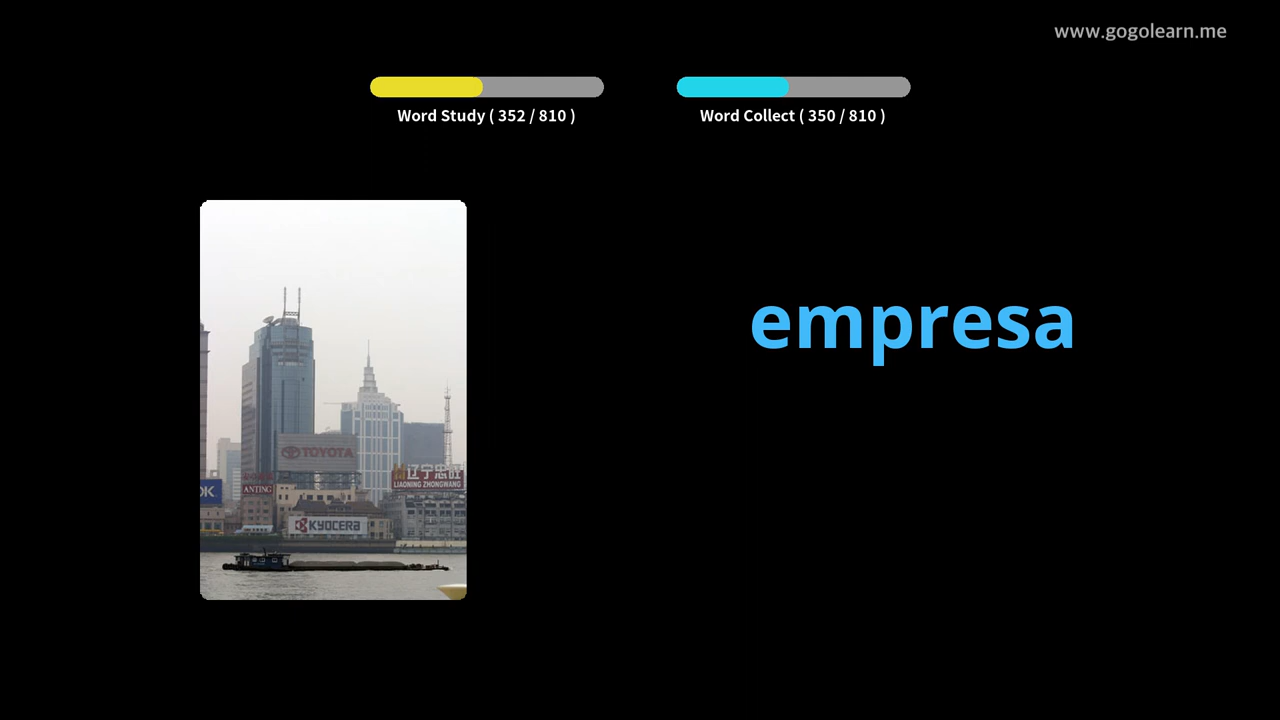 www.gogolearn.me
Word Study ( 352 / 810 )
Word Collect ( 350 / 810 )
empresa
TOYOTA
辽宁忠旺
LIAONING ZHONGWANG
OK
ANTING
KYOCERA